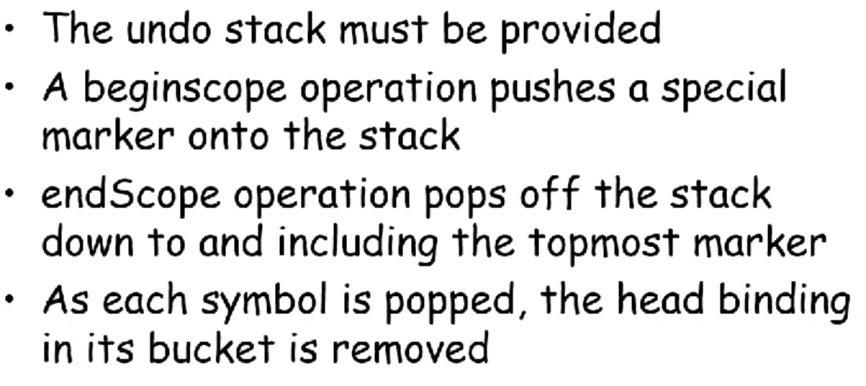 • The undo stack must be provided
• A beginscope operation pushes a special
marker onto the stack
• endScope operation pops off the stack
down to and including the topmost marker
• As each symbol is popped, the head binding
in its bucket is removed